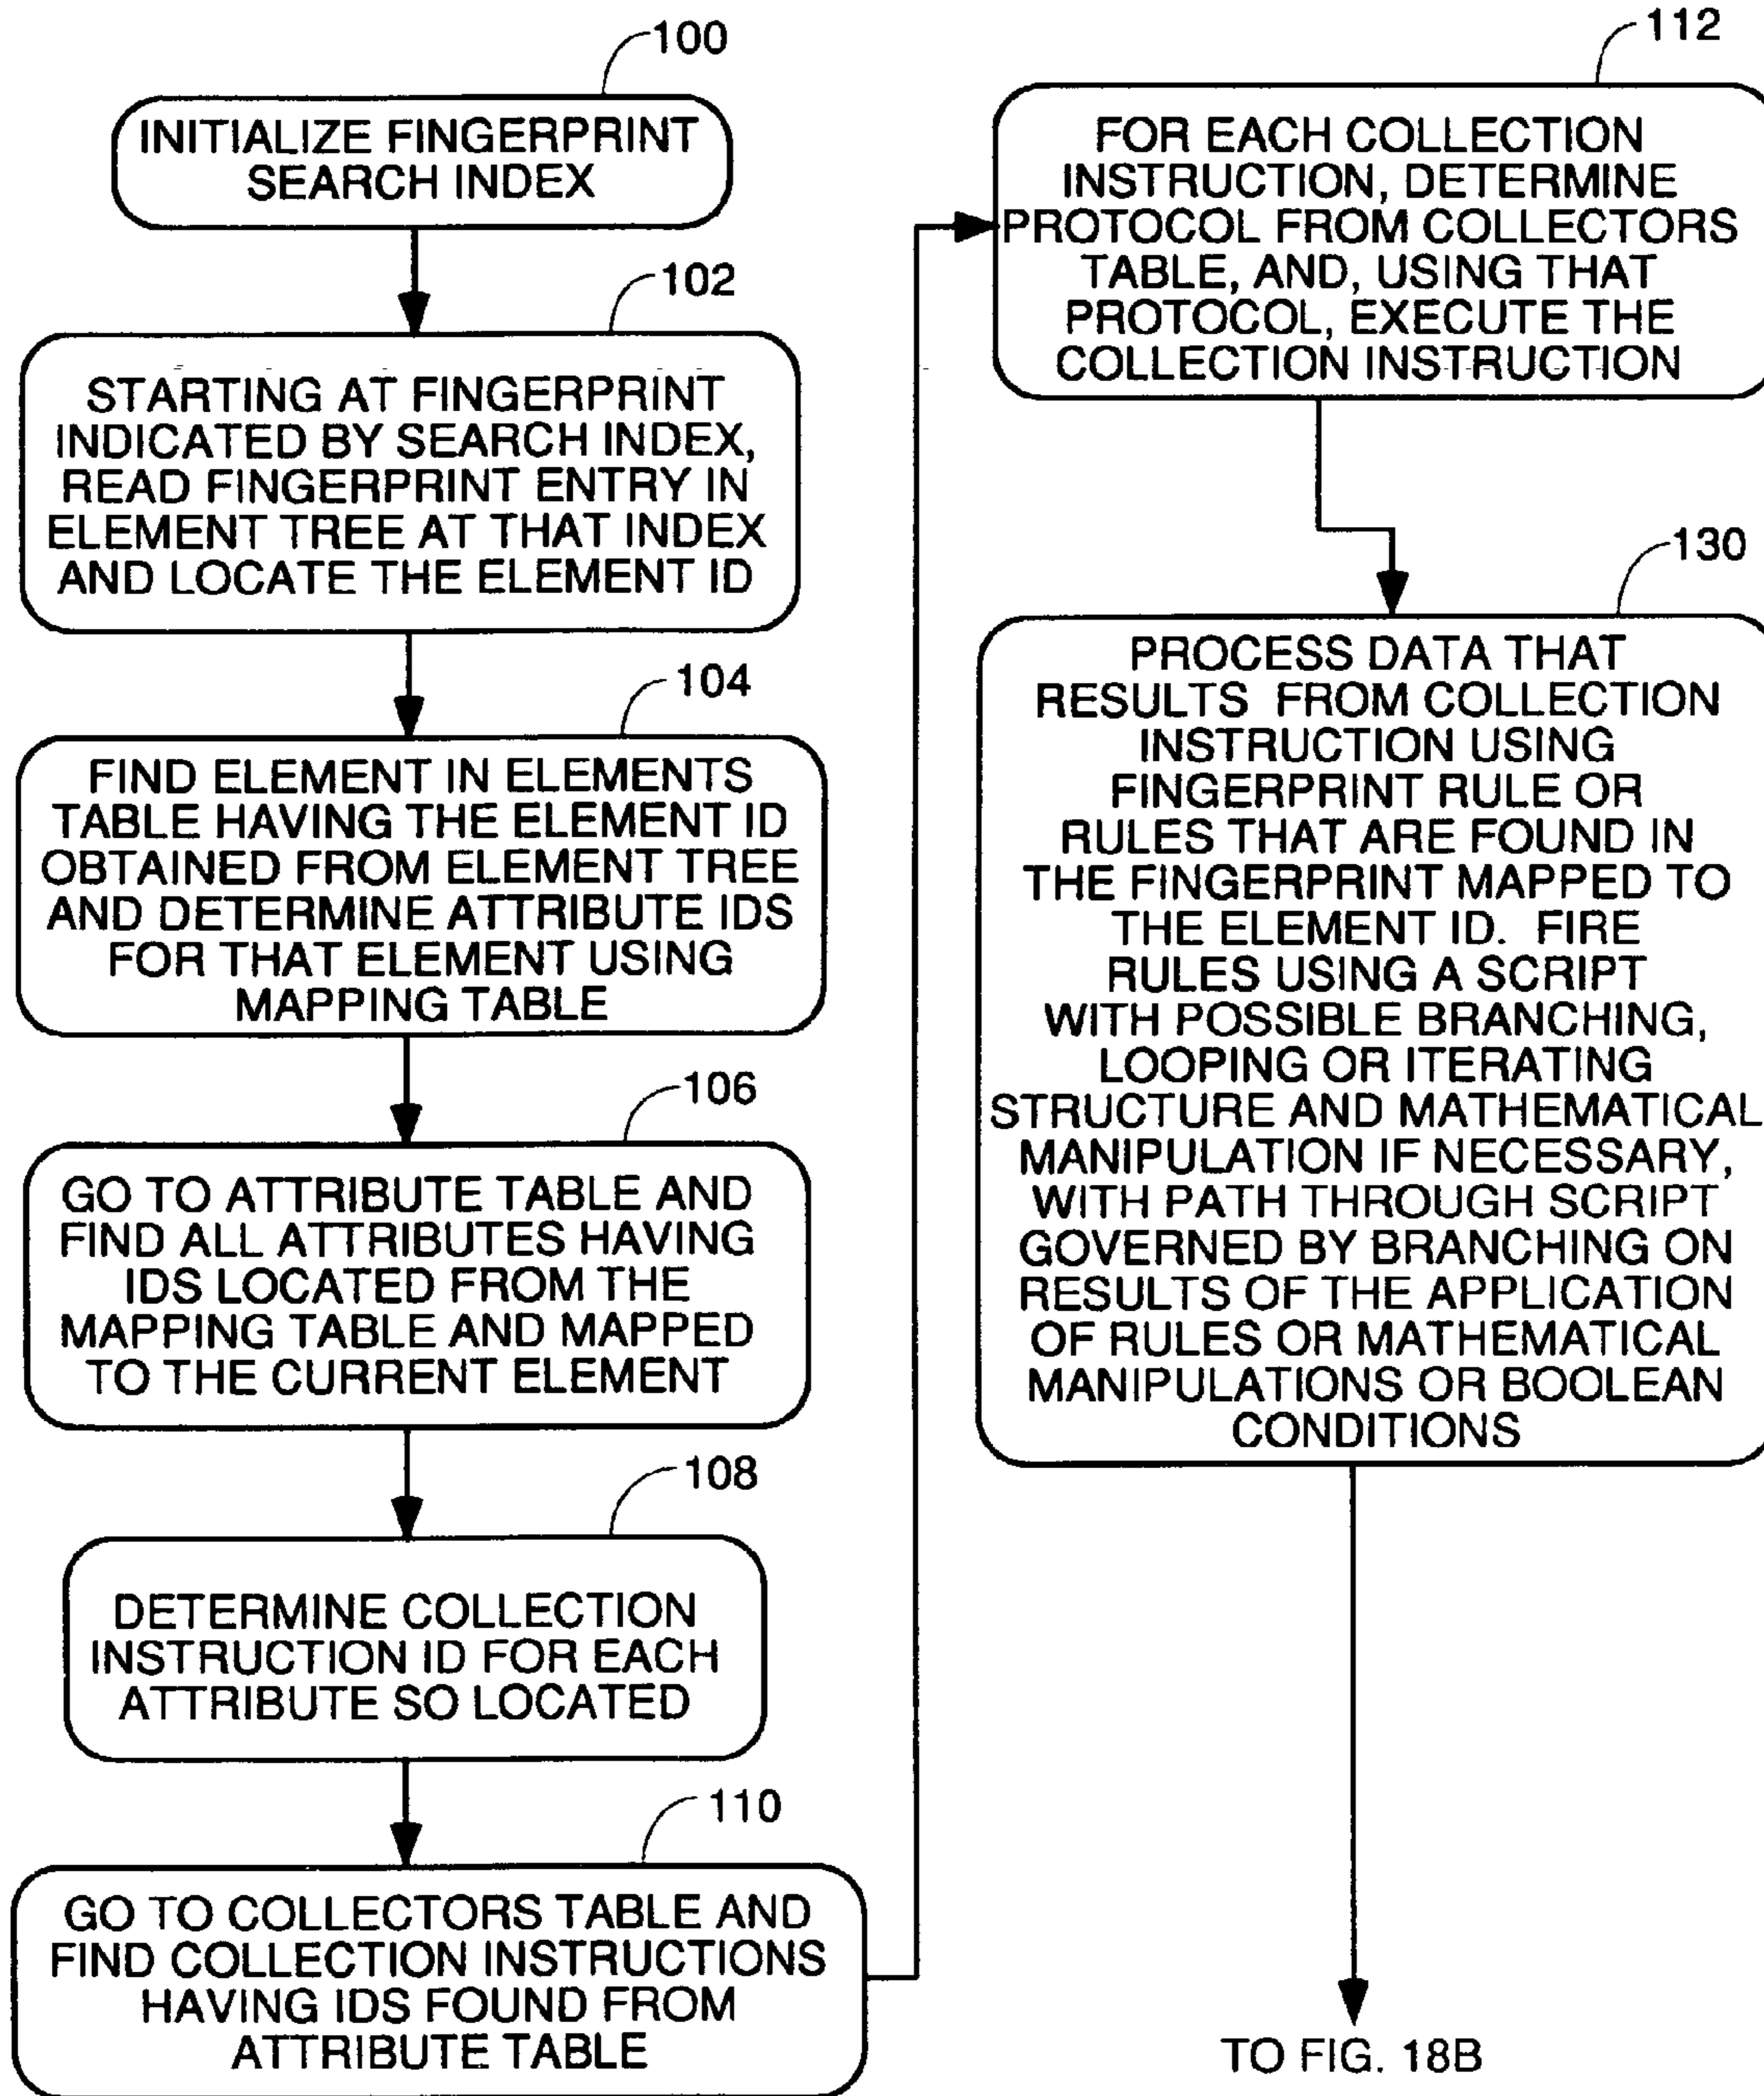 100
INITIALIZE FINGERPRINT
SEARCH INDEX
102
STARTING AT FINGERPRINT
INDICATED BY SEARCH INDEX,
READ FINGERPRINT ENTRY IN
ELEMENT TREE AT THAT INDEX
AND LOCATE THE ELEMENT ID
104
FIND ELEMENT IN ELEMENTS
TABLE HAVING THE ELEMENT ID
OBTAINED FROM ELEMENT TREE
AND DETERMINE ATTRIBUTE IDS
FOR THAT ELEMENT USING
MAPPING TABLE
106
GO TO ATTRIBUTE TABLE AND
FIND ALL ATTRIBUTES HAVING
IDS LOCATED FROM THE
MAPPING TABLE AND MAPPED
TO THE CURRENT ELEMENT
108
DETERMINE COLLECTION
INSTRUCTION ID FOR EACH
ATTRIBUTE SO LOCATED
110
GO TO COLLECTORS TABLE AND
FIND COLLECTION INSTRUCTIONS
HAVING IDS FOUND FROM
ATTRIBUTE TABLE
112
FOR EACH COLLECTION
INSTRUCTION, DETERMINE
PROTOCOL FROM COLLECTORS
TABLE, AND, USING THAT
PROTOCOL, EXECUTE THE
COLLECTION INSTRUCTION
130
PROCESS DATA THAT
RESULTS FROM COLLECTION
INSTRUCTION USING
FINGERPRINT RULE OR
RULES THAT ARE FOUND IN
THE FINGERPRINT MAPPED TO
THE ELEMENT ID. FIRE
RULES USING A SCRIPT
WITH POSSIBLE BRANCHING,
LOOPING OR ITERATING
STRUCTURE AND MATHEMATICAL
MANIPULATION IF NECESSARY,
WITH PATH THROUGH SCRIPT
GOVERNED BY BRANCHING ON
RESULTS OF THE APPLICATION
OF RULES OR MATHEMATICAL
MANIPULATIONS OR BOOLEAN
CONDITIONS
TO FIG. 18B